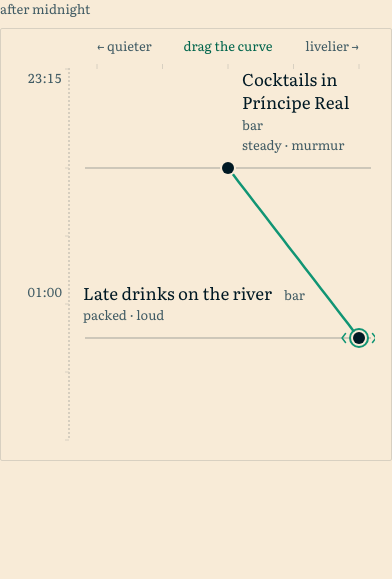 after midnight
← quieter drag the curve livelier →
23:15
Cocktails in
Príncipe Real
bar
steady · murmur
01:00 Late drinks on the river bar
packed · loud